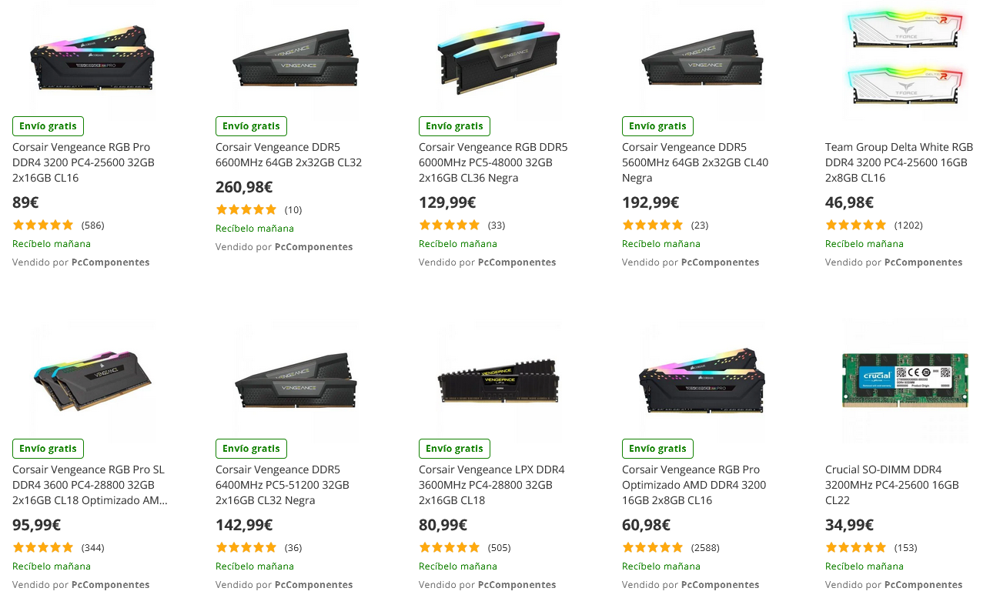 VENGEANCE
VENGEANCE
VENGEANCE
T-FORCE
DELTA R
T-FORCE
DELTA R
Envío gratis
Corsair Vengeance RGB Pro
DDR4 3200 PC4-25600 32GB
2x16GB CL16
89€
(586)
Recíbelo mañana
Vendido por PcComponentes
Envío gratis
Corsair Vengeance DDR5
6600MHz 64GB 2x32GB CL32
260,98€
(10)
Recíbelo mañana
Vendido por PcComponentes
Envío gratis
Corsair Vengeance RGB DDR5
6000MHz PC5-48000 32GB
2x16GB CL36 Negra
129,99€
(33)
Recíbelo mañana
Vendido por PcComponentes
Envío gratis
Corsair Vengeance DDR5
5600MHz 64GB 2x32GB CL40
Negra
192,99€
(23)
Recíbelo mañana
Vendido por PcComponentes
Team Group Delta White RGB
DDR4 3200 PC4-25600 16GB
2x8GB CL16
46,98€
(1202)
Recíbelo mañana
Vendido por PcComponentes
VENGEANCE
VENGEANCE
VENGEANCE
VENGEANCE
LPX
crucial
Envío gratis
Corsair Vengeance RGB Pro SL
DDR4 3600 PC4-28800 32GB
2x16GB CL18 Optimizado AM...
95,99€
(344)
Recíbelo mañana
Vendido por PcComponentes
Envío gratis
Corsair Vengeance DDR5
6400MHz PC5-51200 32GB
2x16GB CL32 Negra
142,99€
(36)
Recíbelo mañana
Vendido por PcComponentes
Envío gratis
Corsair Vengeance LPX DDR4
3600MHz PC4-28800 32GB
2x16GB CL18
80,99€
(505)
Recíbelo mañana
Vendido por PcComponentes
Envío gratis
Corsair Vengeance RGB Pro
Optimizado AMD DDR4 3200
16GB 2x8GB CL16
60,98€
(2588)
Recíbelo mañana
Vendido por PcComponentes
Crucial SO-DIMM DDR4
3200MHz PC4-25600 16GB
CL22
34,99€
(153)
Recíbelo mañana
Vendido por PcComponentes